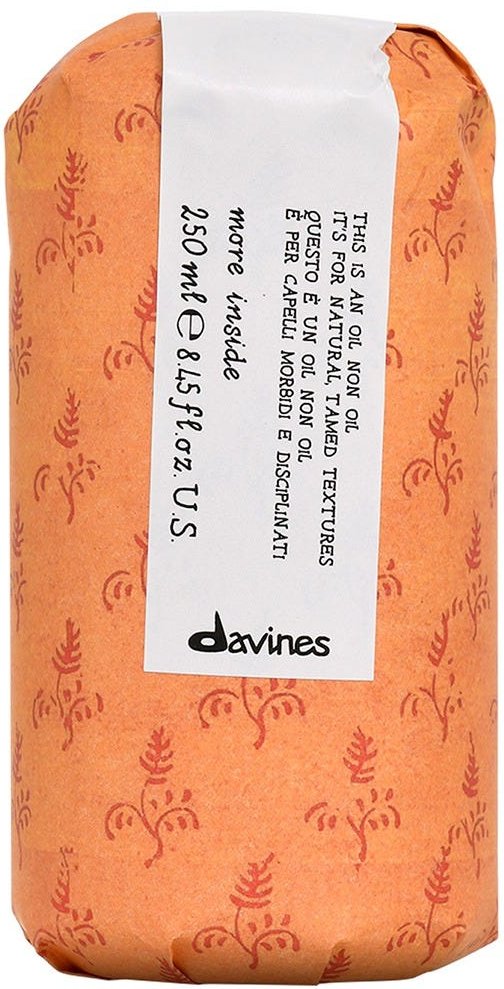 THIS IS AN OIL NON OIL
IT'S FOR NATURAL, TAMED TEXTURES
QUESTO È UN OIL NON OIL
È PER CAPELLI MORBIDI E DISCIPLINATI
more inside
250 ml ℮ 8.45 fl.oz. U.S.
davines